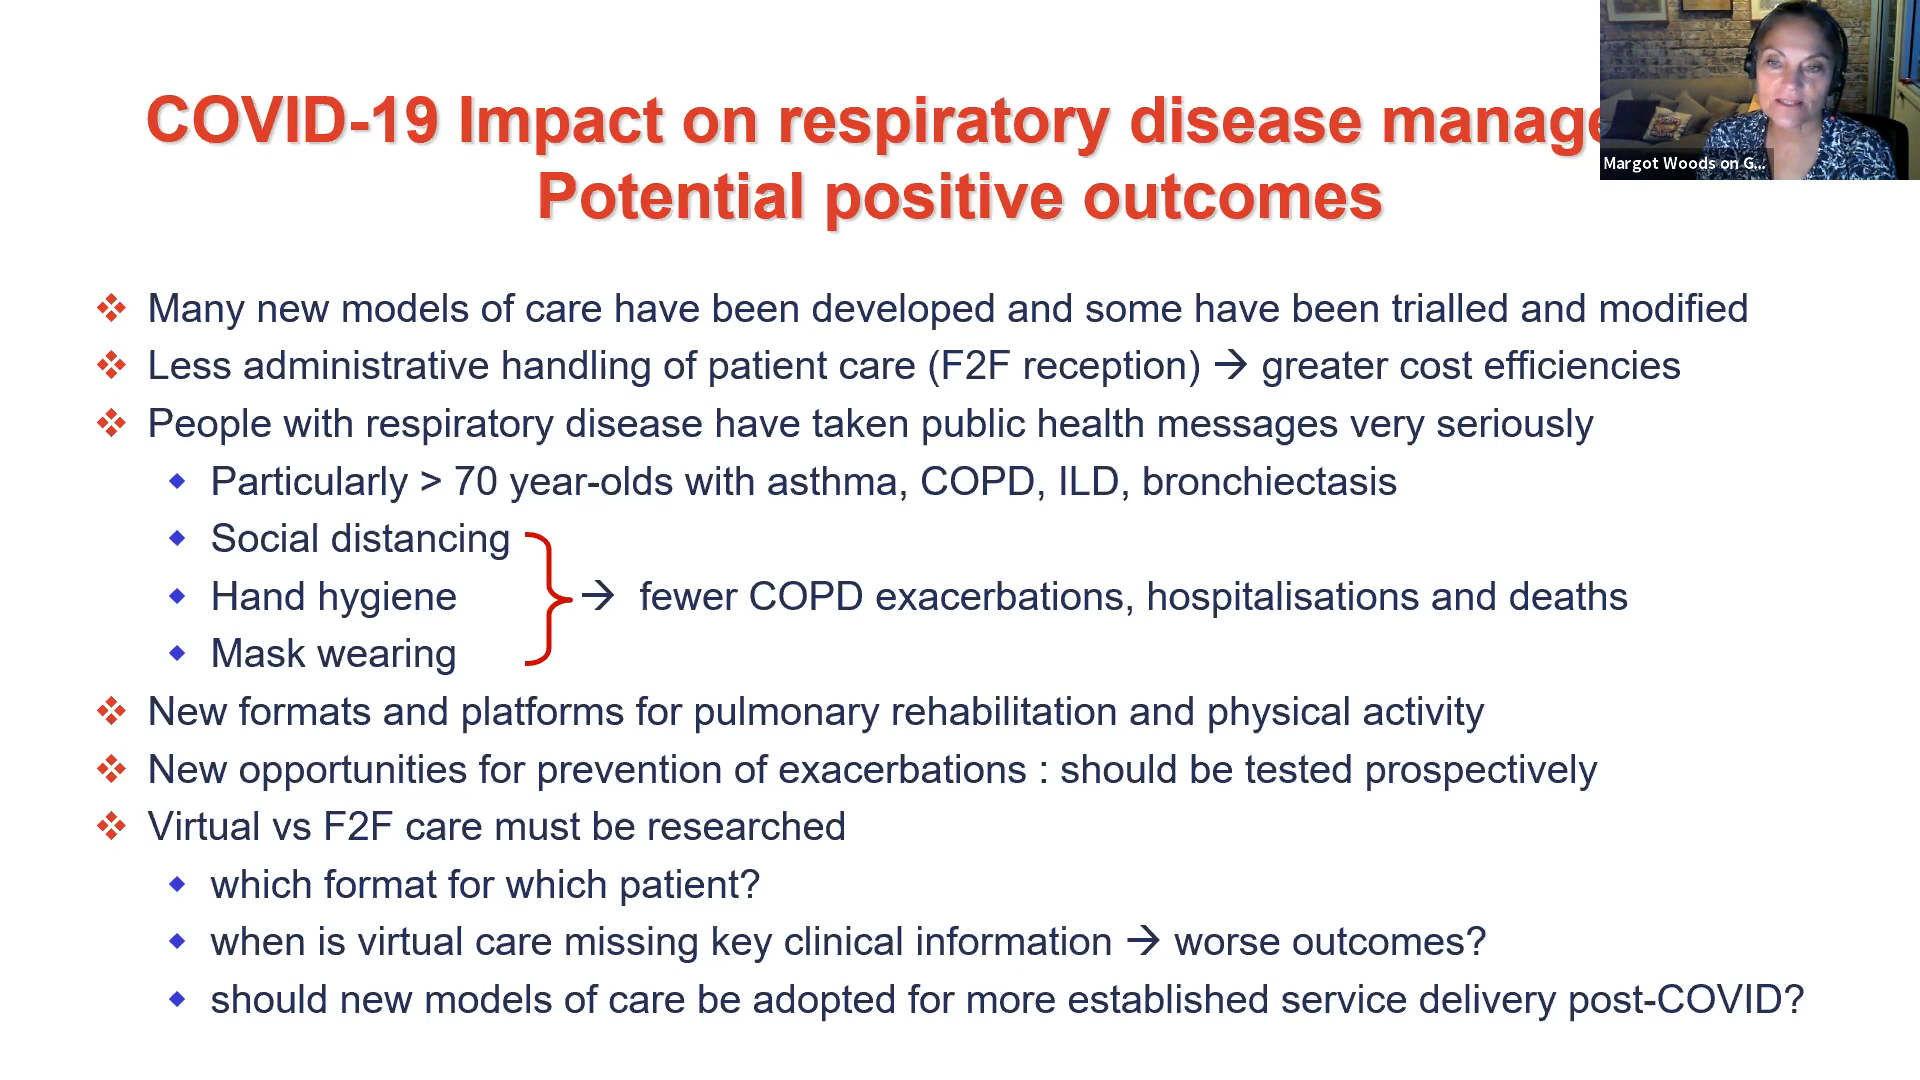 COVID-19 Impact on respiratory disease manage
Potential positive outcomes
Margot Woods on G...
Many new models of care have been developed and some have been trialled and modified
Less administrative handling of patient care (F2F reception) → greater cost efficiencies
People with respiratory disease have taken public health messages very seriously
Particularly > 70 year-olds with asthma, COPD, ILD, bronchiectasis
Social distancing
Hand hygiene → fewer COPD exacerbations, hospitalisations and deaths
Mask wearing
New formats and platforms for pulmonary rehabilitation and physical activity
New opportunities for prevention of exacerbations : should be tested prospectively
Virtual vs F2F care must be researched
which format for which patient?
when is virtual care missing key clinical information → worse outcomes?
should new models of care be adopted for more established service delivery post-COVID?